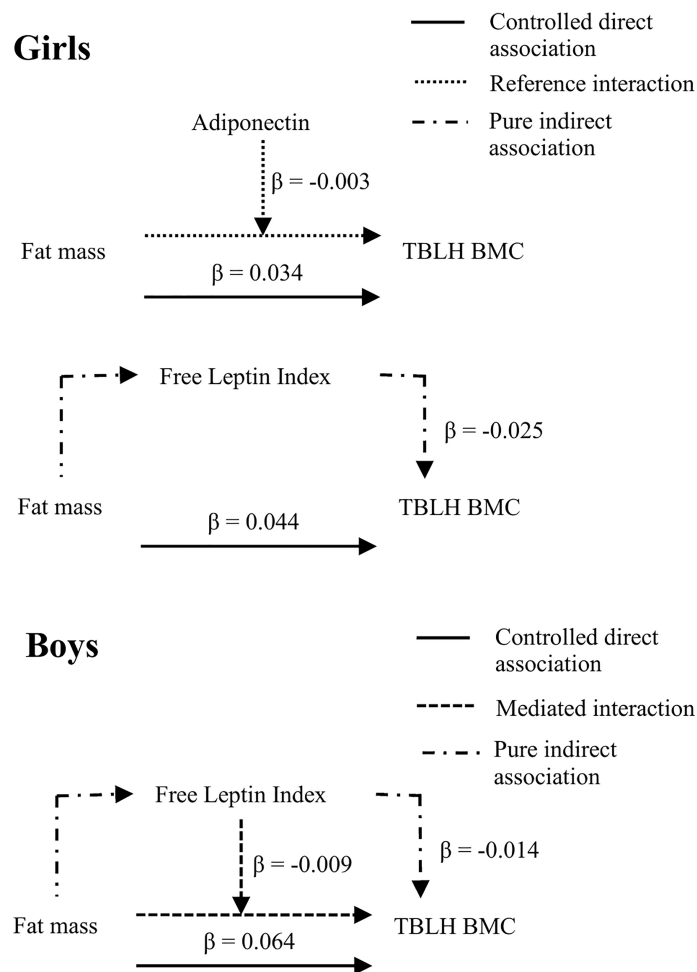 Girls
Controlled direct
association
Reference interaction
Pure indirect
association
Adiponectin
β = -0.003
Fat mass
TBLH BMC
β = 0.034
Free Leptin Index
β = -0.025
Fat mass
TBLH BMC
β = 0.044
Boys
Controlled direct
association
Mediated interaction
Pure indirect
association
Free Leptin Index
β = -0.014
β = -0.009
Fat mass
TBLH BMC
β = 0.064